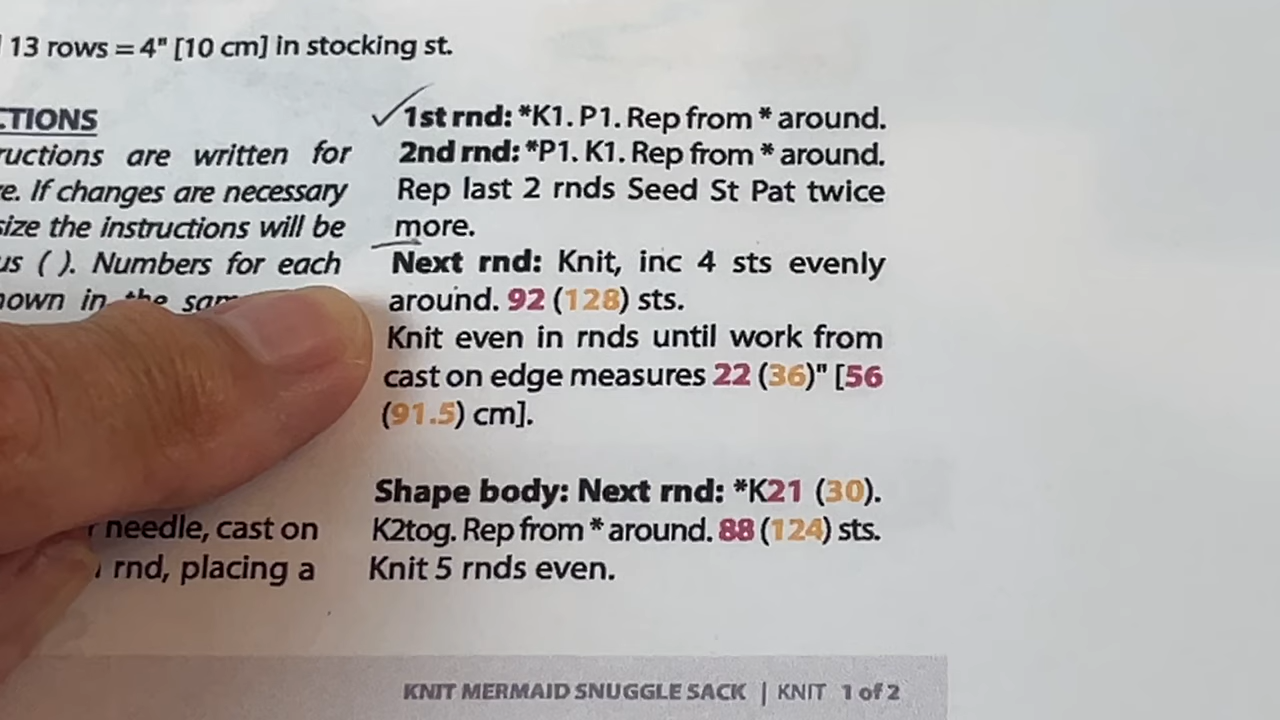 13 rows = 4" [10 cm] in stocking st.
CTIONS
ructions are written for
e. If changes are necessary
size the instructions will be
us ( ). Numbers for each
own in the
needle, cast on
rnd, placing a
1st rnd: *K1. P1. Rep from * around.
2nd rnd: *P1. K1. Rep from * around.
Rep last 2 rnds Seed St Pat twice
more.
Next rnd: Knit, inc 4 sts evenly
around. 92 (128) sts.
Knit even in rnds until work from
cast on edge measures 22 (36)" [56
(91.5) cm].
Shape body: Next rnd: *K21 (30).
K2tog. Rep from * around. 88 (124) sts.
Knit 5 rnds even.
KNIT MERMAID SNUGGLE SACK | KNIT 1 of 2